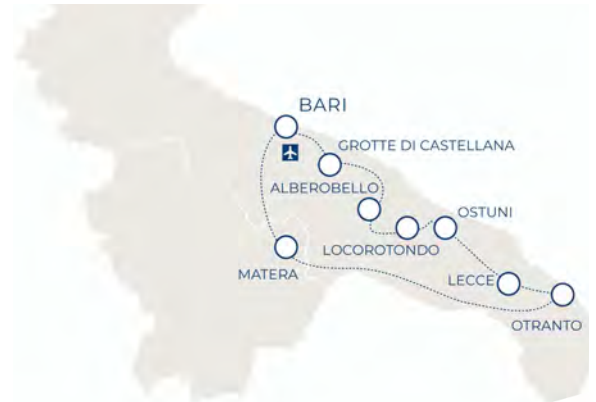 BARI
GROTTE DI CASTELLANA
ALBEROBELLO
OSTUNI
LOCOROTONDO
MATERA
LECCE
OTRANTO